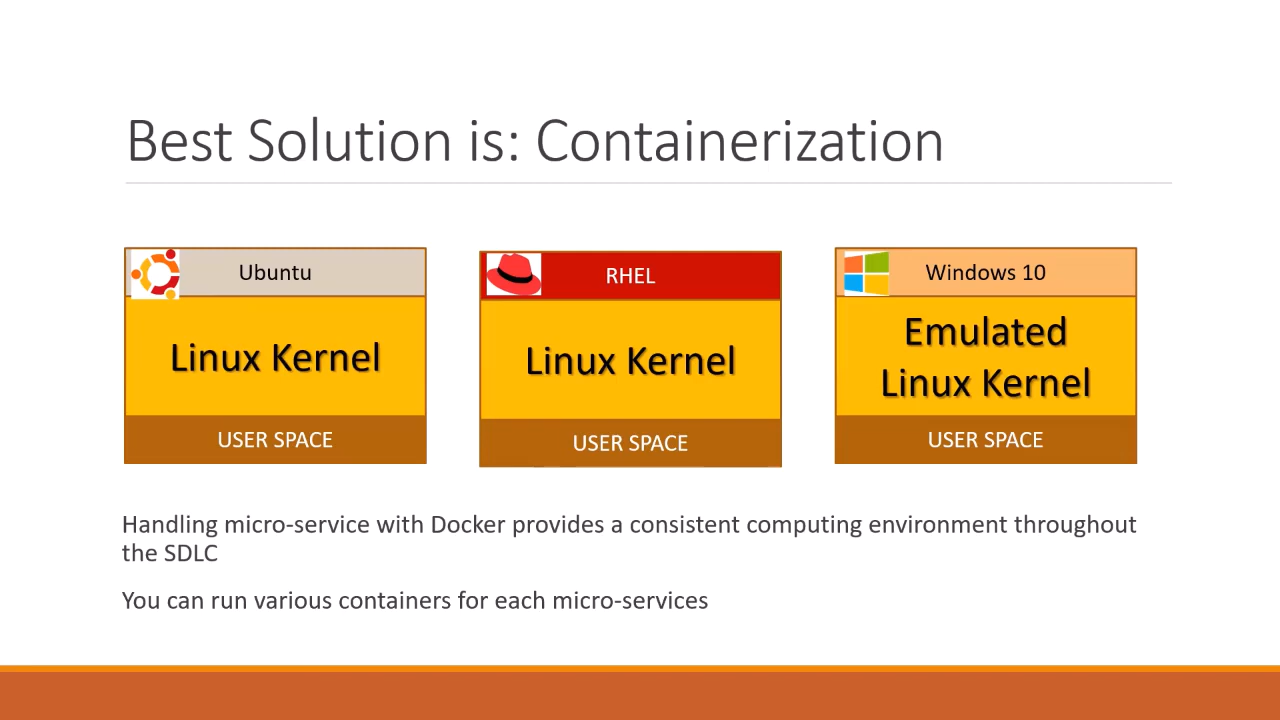 Best Solution is: Containerization
Ubuntu
Linux Kernel
USER SPACE
RHEL
Linux Kernel
USER SPACE
Windows 10
Emulated
Linux Kernel
USER SPACE
Handling micro-service with Docker provides a consistent computing environment throughout
the SDLC
You can run various containers for each micro-services